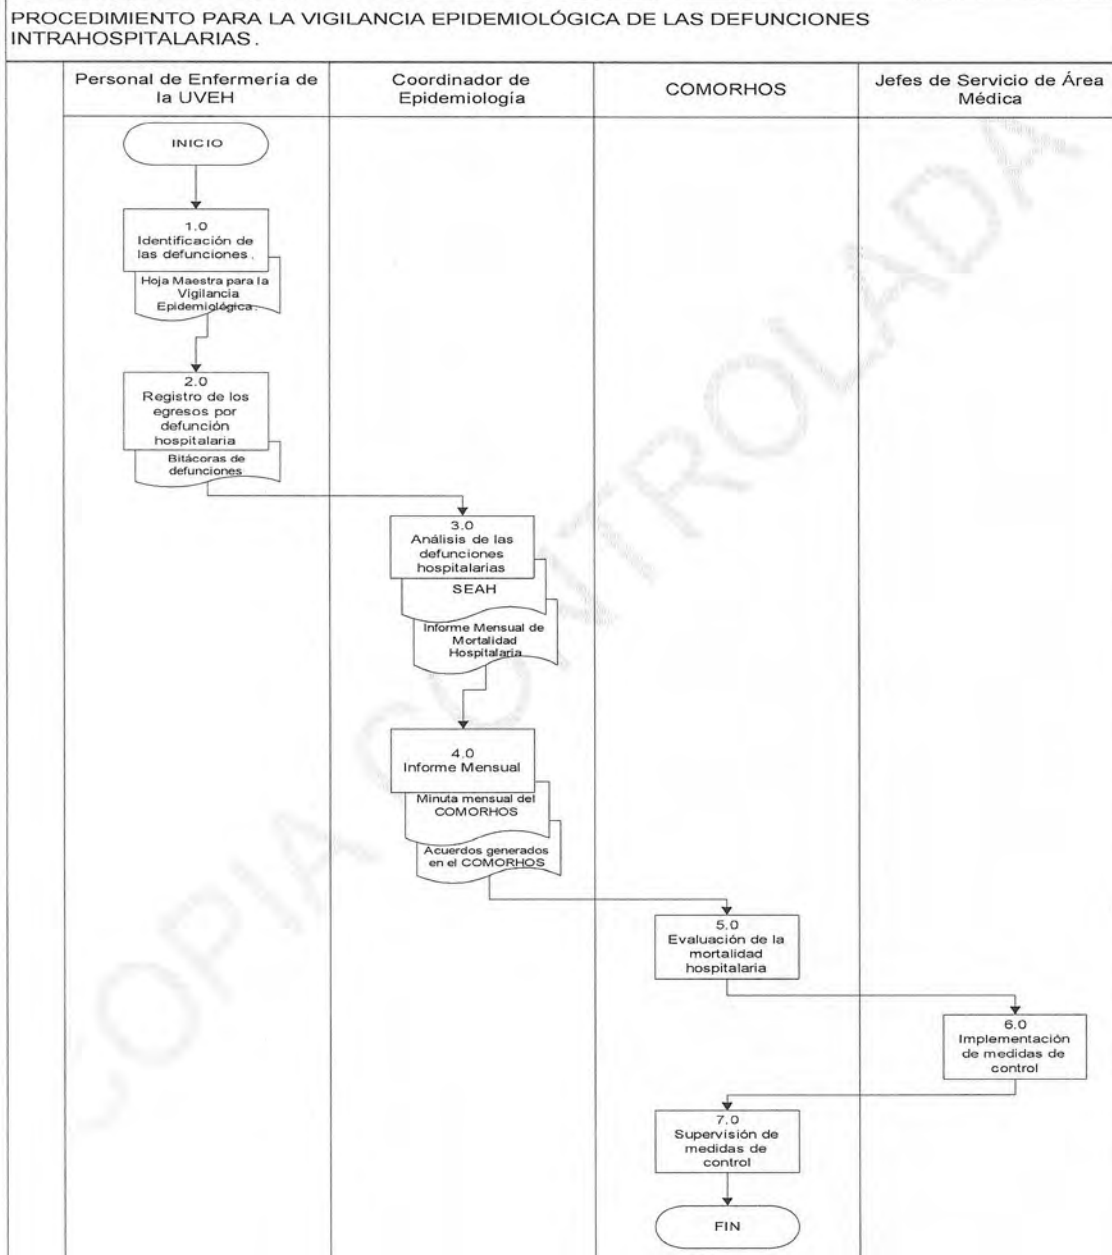 PROCEDIMIENTO PARA LA VIGILANCIA EPIDEMIOLÓGICA DE LAS DEFUNCIONES
INTRAHOSPITALARIAS.
Personal de Enfermería de
la UVEH
Coordinador de
Epidemiología
COMORHOS
Jefes de Servicio de Área
Médica
INICIO
1.0
Identificación de
las defunciones.
Hoja Maestra para la
Vigilancia
Epidemiológica.
2.0
Registro de los
egresos por
defunción
hospitalaria
Bitácoras de
defunciones
3.0
Análisis de las
defunciones
hospitalarias
SEAH
Informe Mensual de
Mortalidad
Hospitalaria
4.0
Informe Mensual
Minuta mensual del
COMORHOS
Acuerdos generados
en el COMORHOS
5.0
Evaluación de la
mortalidad
hospitalaria
6.0
Implementación
de medidas de
control
7.0
Supervisión de
medidas de
control
FIN
COPIA CONTROLADA